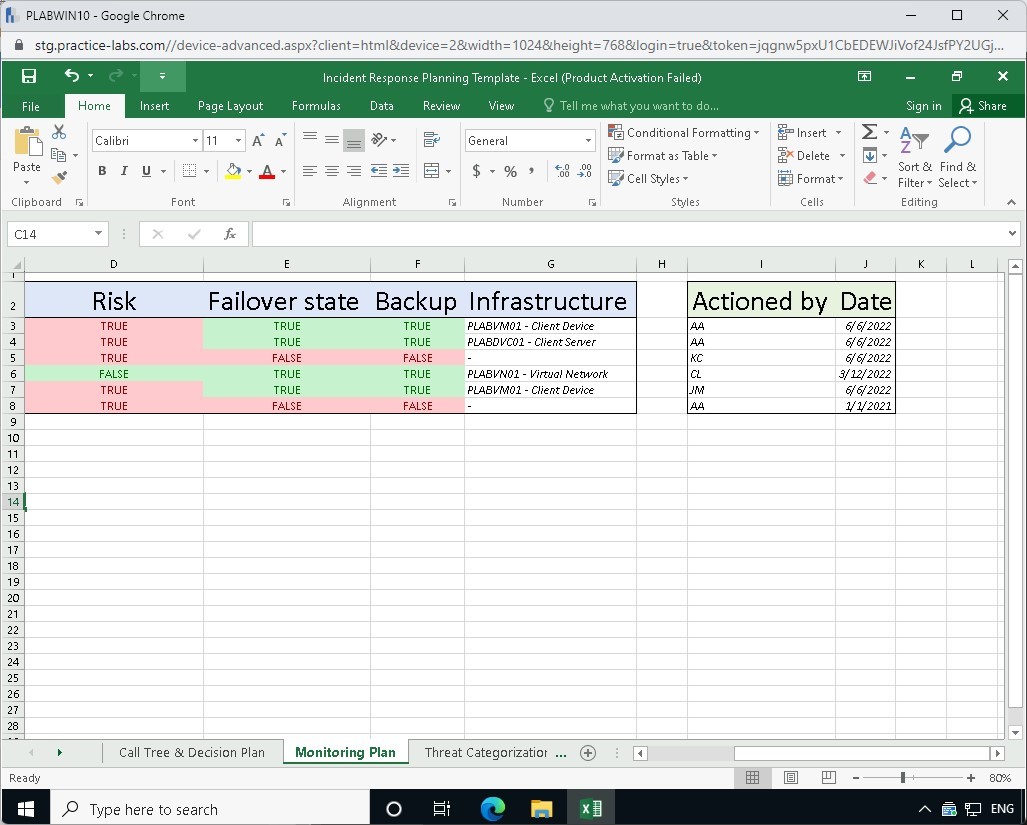 PLABWIN10 - Google Chrome
stg.practice-labs.com//device-advanced.aspx?client=html&device=2&width=1024&height=768&login=true&token=jqgnw5pxU1CbEDEWJiVof24JsfPY2UGj...
Incident Response Planning Template - Excel (Product Activation Failed)
File Home Insert Page Layout Formulas Data Review View Tell me what you want to do... Sign in Share
Calibri 11 General Conditional Formatting Insert
Paste Format as Table Delete Sort & Find &
B I U A $ % , Cell Styles Format Filter Select
Clipboard Font Alignment Number Styles Cells Editing
C14 fx
D E F G H I J K L
1
2 Risk Failover state Backup Infrastructure Actioned by Date
3 TRUE TRUE TRUE PLABVM01 - Client Device AA 6/6/2022
4 TRUE TRUE TRUE PLABDVC01 - Client Server AA 6/6/2022
5 TRUE FALSE FALSE - KC 6/6/2022
6 FALSE TRUE TRUE PLABVN01 - Virtual Network CL 3/12/2022
7 TRUE TRUE TRUE PLABVM01 - Client Device JM 6/6/2022
8 TRUE FALSE FALSE - AA 1/1/2021
9
10
11
12
13
14
15
16
17
18
19
20
21
22
23
24
25
26
27
28
Call Tree & Decision Plan Monitoring Plan Threat Categorization ...
Ready 80%
Type here to search ENG